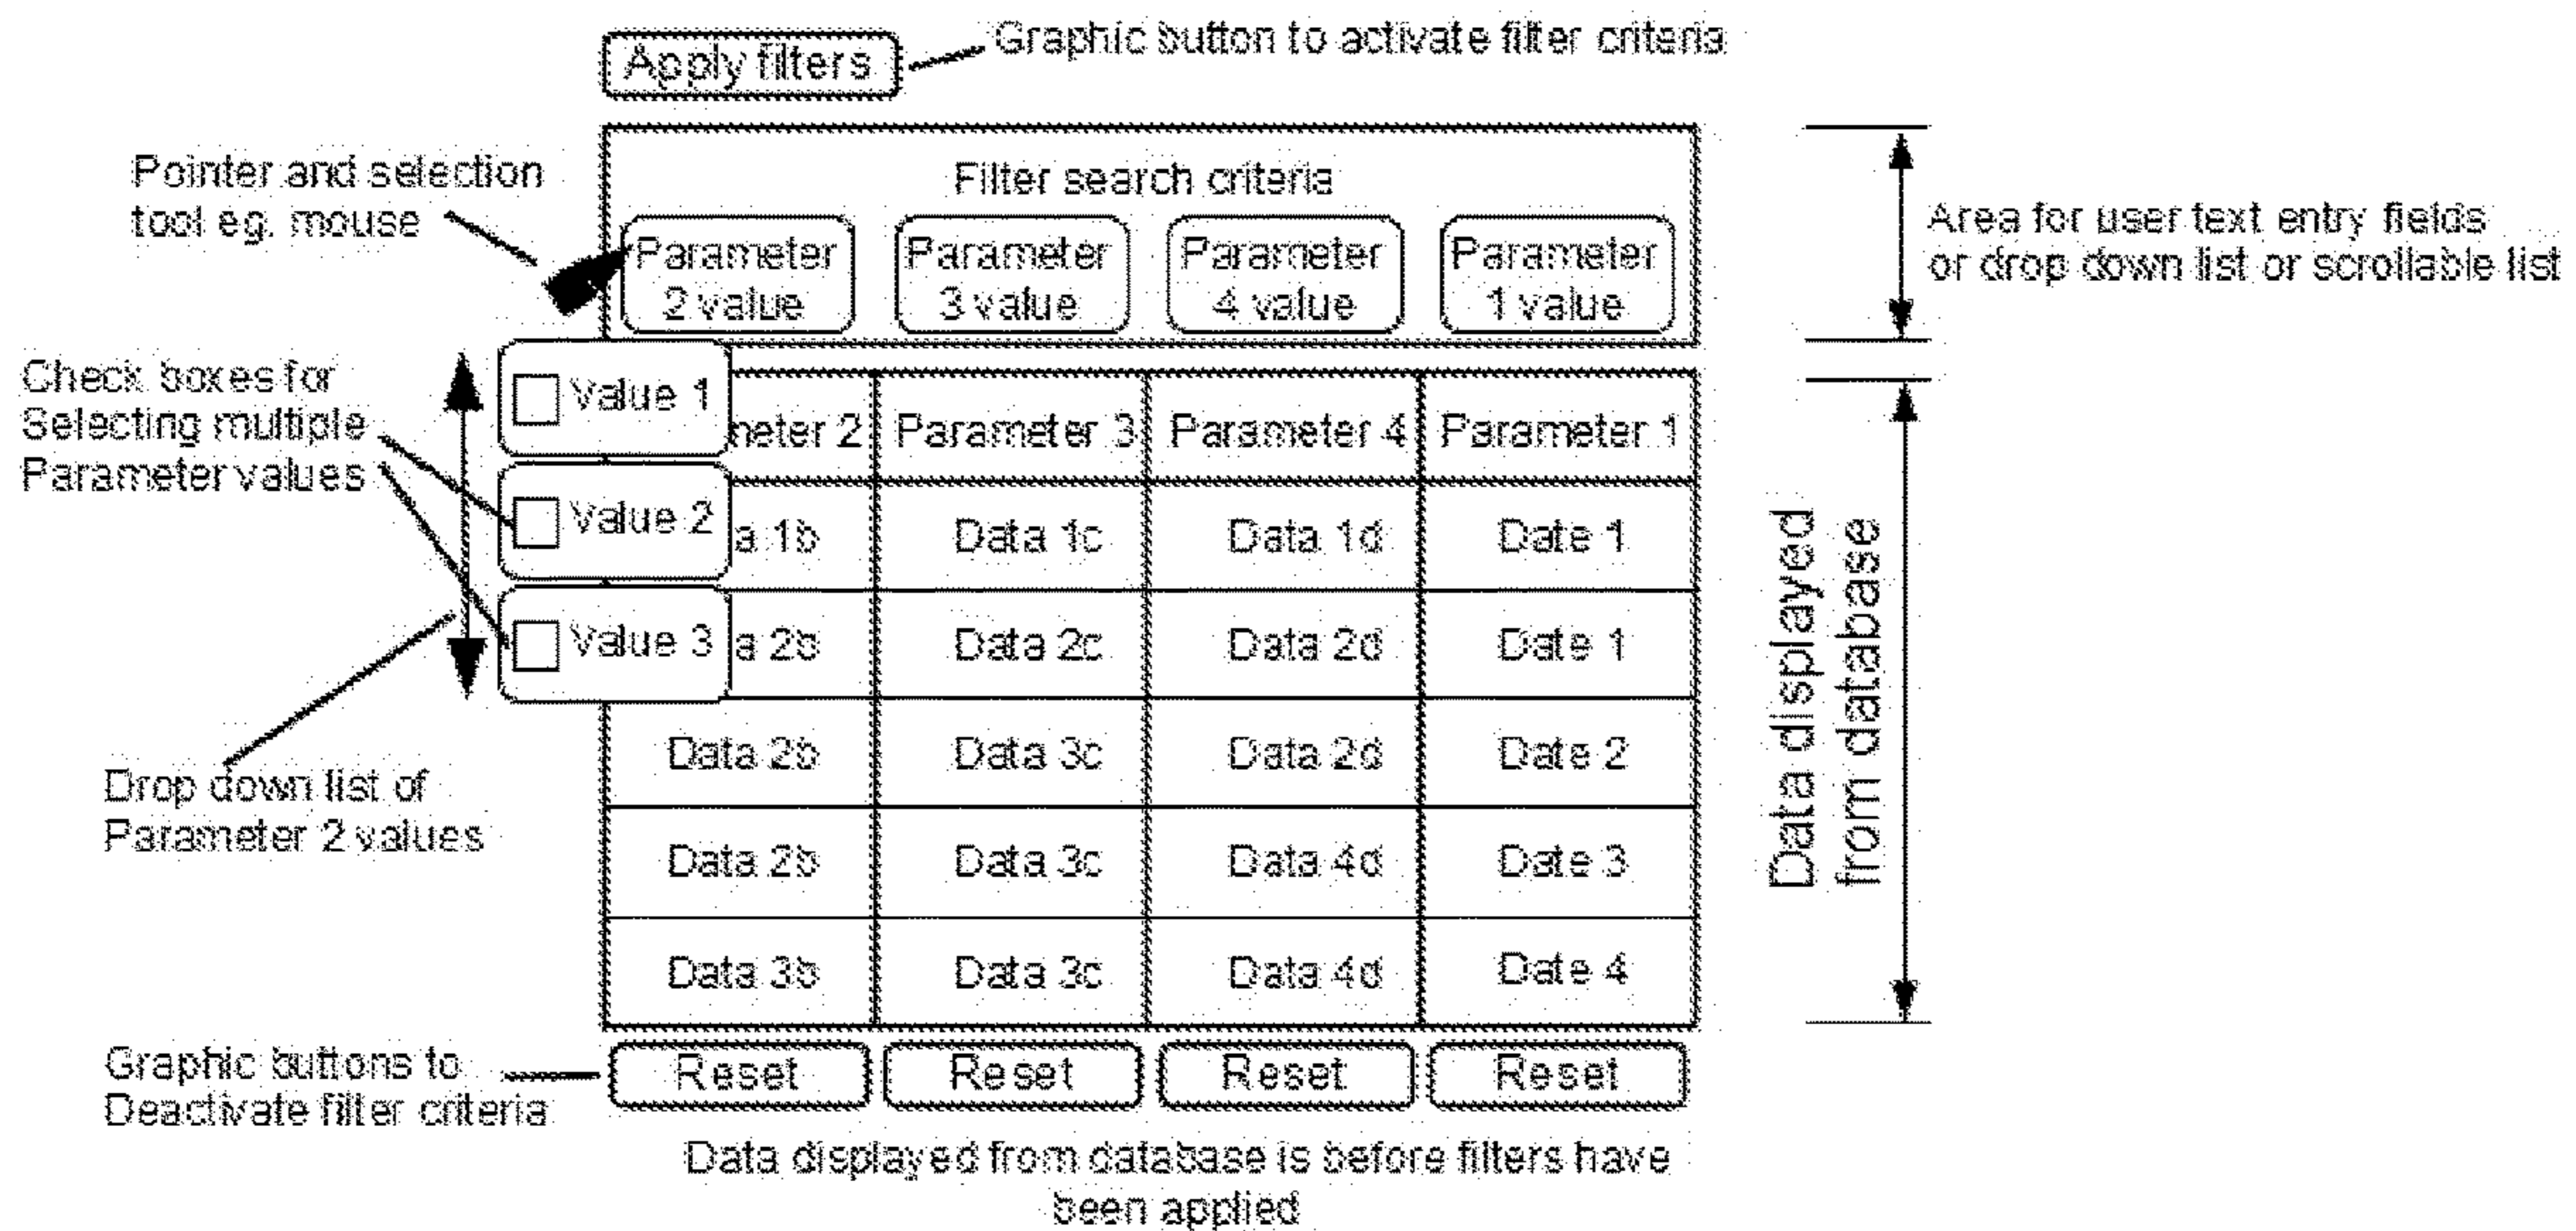 Apply filters
Graphic button to activate filter criteria
Pointer and selection
tool eg. mouse
Filter search criteria
Parameter
2 value
Parameter
3 value
Parameter
4 value
Parameter
1 value
Area for user text entry fields
or drop down list or scrollable list
Check boxes for
Selecting multiple
Parameter values
Value 1
Value 2
Value 3
meter 2 Parameter 3 Parameter 4 Parameter 1
a 1b Data 1c Data 1d Date 1
a 2b Data 2c Data 2d Date 1
Data 2b Data 3c Data 2d Date 2
Data 2b Data 3c Data 4d Date 3
Data 3b Data 3c Data 4d Date 4
Data displayed
from database
Drop down list of
Parameter 2 values
Graphic buttons to
Deactivate filter criteria
Reset Reset Reset Reset
Data displayed from database is before filters have
been applied